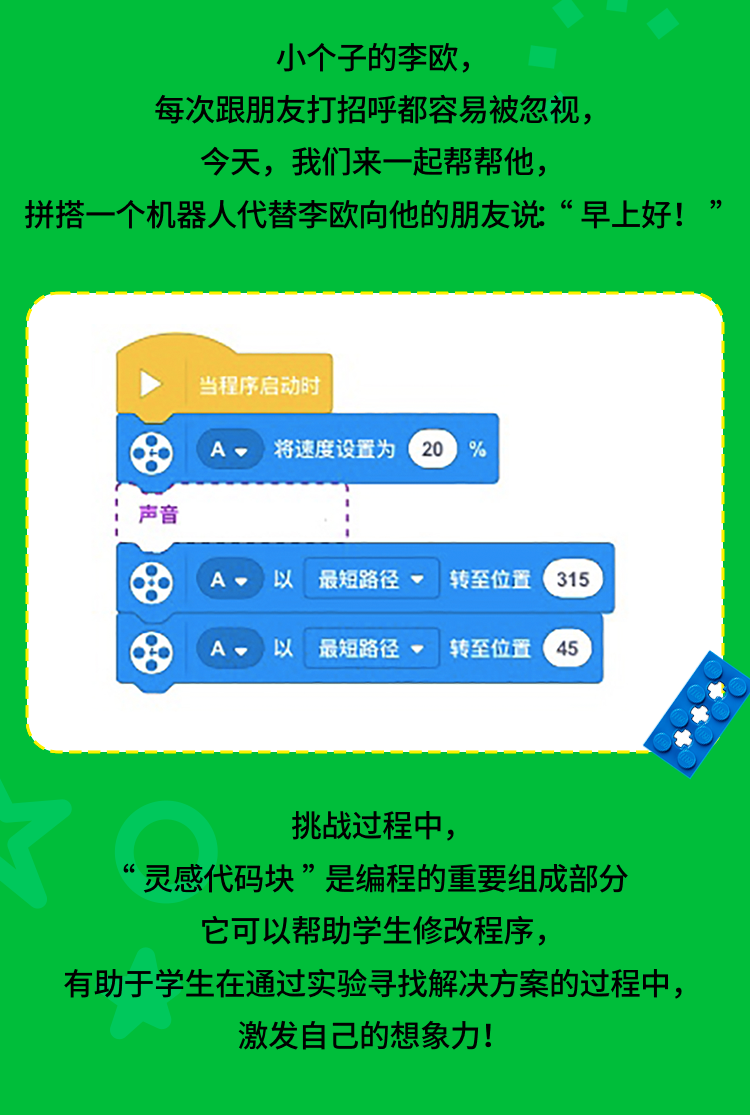 小个子的李欧，
每次跟朋友打招呼都容易被忽视，
今天，我们来一起帮帮他，
拼搭一个机器人代替李欧向他的朋友说：“早上好！”
当程序启动时
A 将速度设置为 20 %
声音
A 以 最短路径 转至位置 315
A 以 最短路径 转至位置 45
挑战过程中，
“灵感代码块”是编程的重要组成部分
它可以帮助学生修改程序，
有助于学生在通过实验寻找解决方案的过程中，
激发自己的想象力！